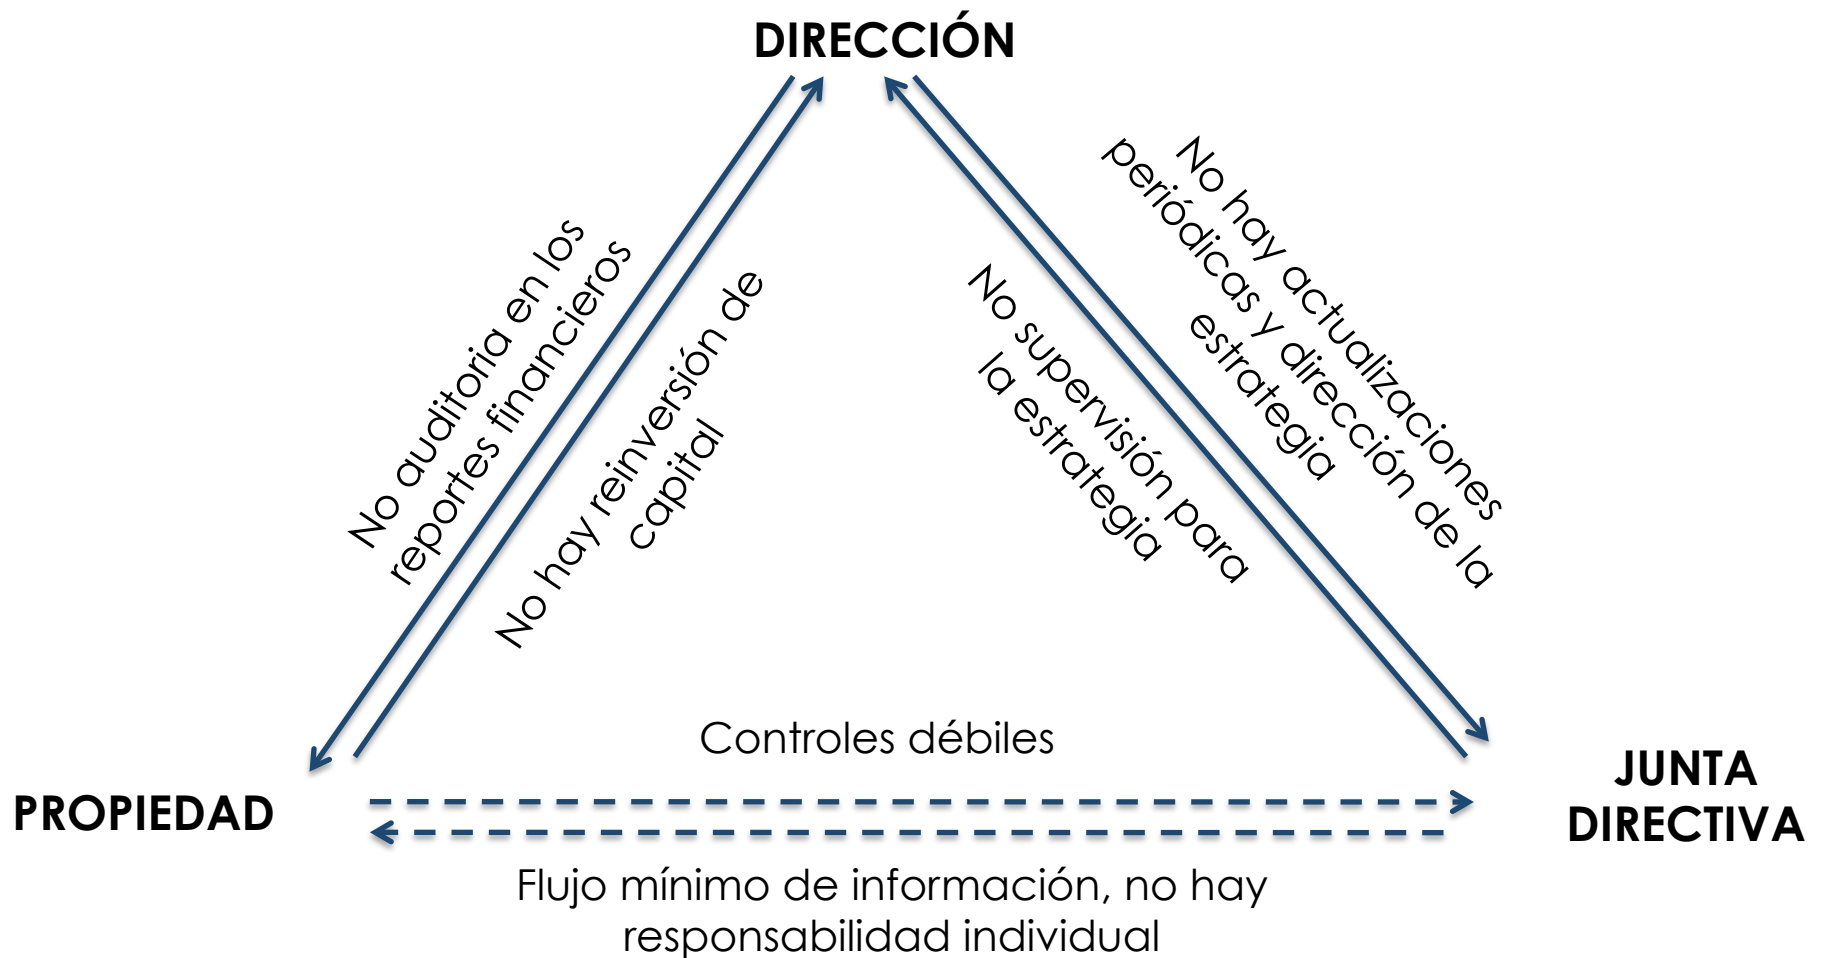 DIRECCIÓN
No auditoria en los
reportes financieros
No hay reinversión de
capital
No supervisión para
la estrategia
No hay actualizaciones
periódicas y dirección de la
estrategia
Controles débiles
PROPIEDAD
JUNTA
DIRECTIVA
Flujo mínimo de información, no hay
responsabilidad individual